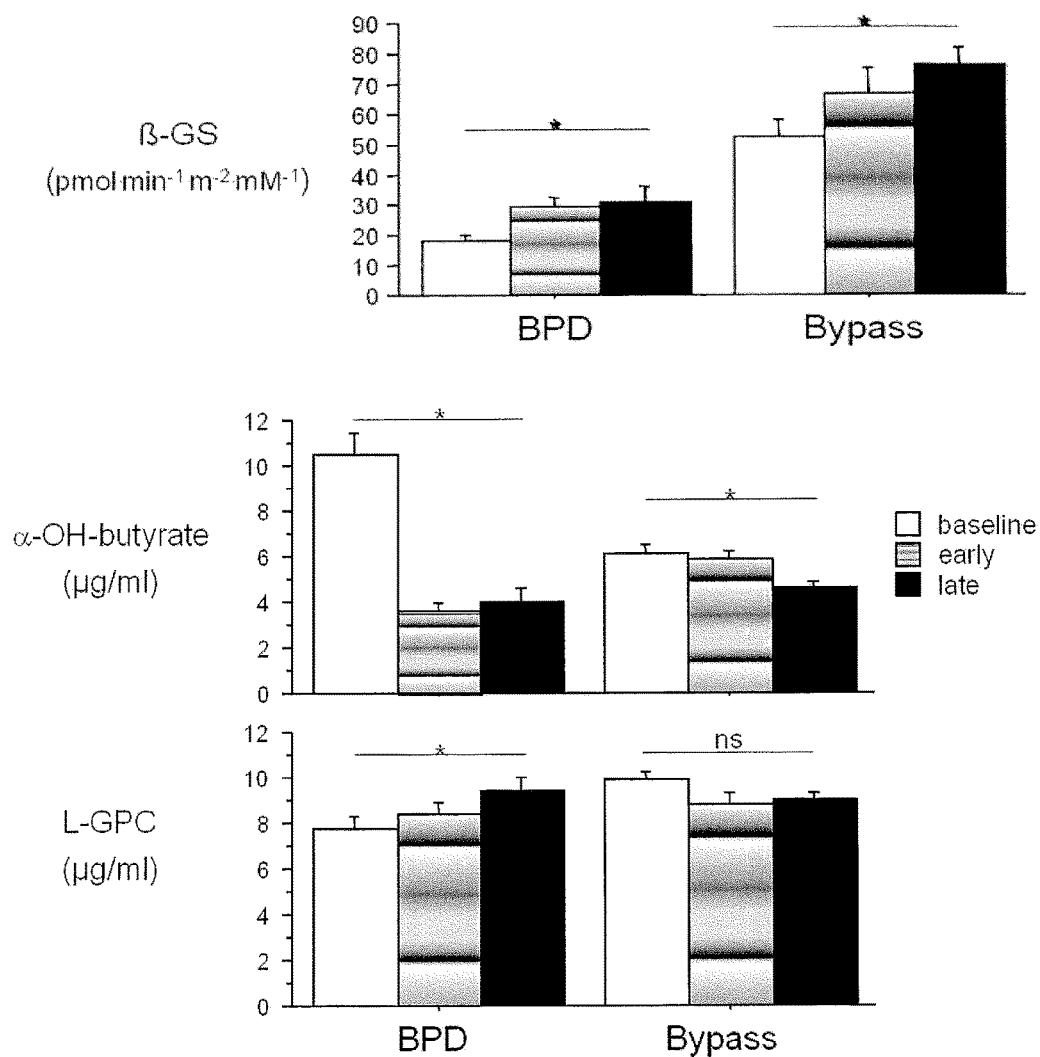 90
80
70
60
50
40
30
20
10
0
ß-GS
(pmol min-1 m-2 mM-1)
*
*
BPD
Bypass
12
10
8
6
4
2
0
α-OH-butyrate
(µg/ml)
*
*
baseline
early
late
12
10
8
6
4
2
0
L-GPC
(µg/ml)
*
ns
BPD
Bypass